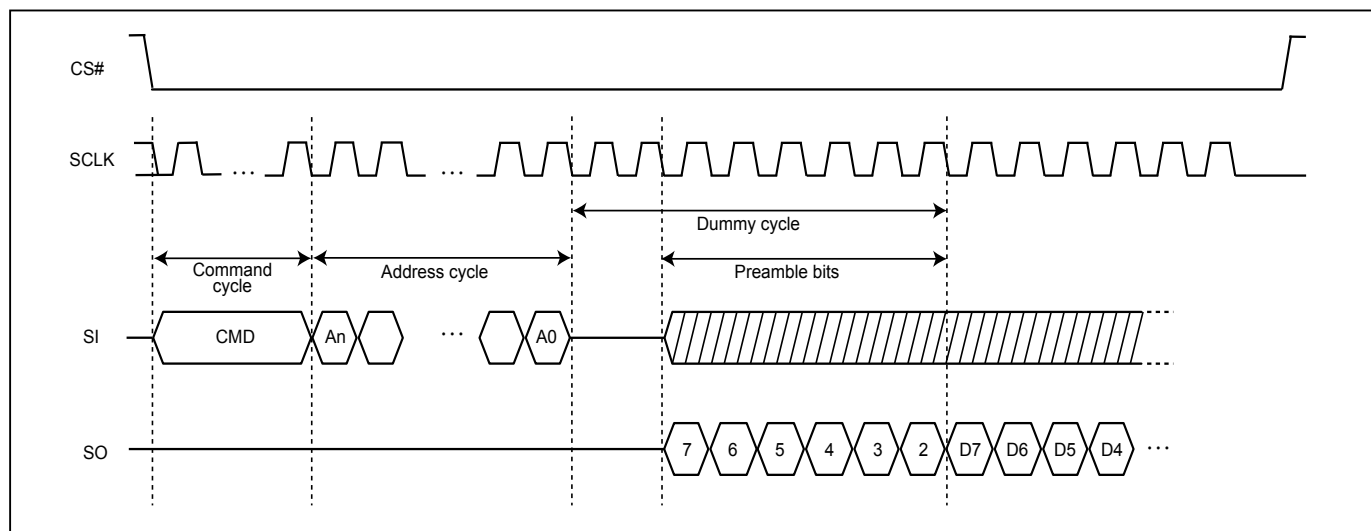 CS#
SCLK
...
...
Dummy cycle
Command
cycle
Address cycle
Preamble bits
SI
CMD
An
...
A0
SO
7 6 5 4 3 2 D7 D6 D5 D4 ...